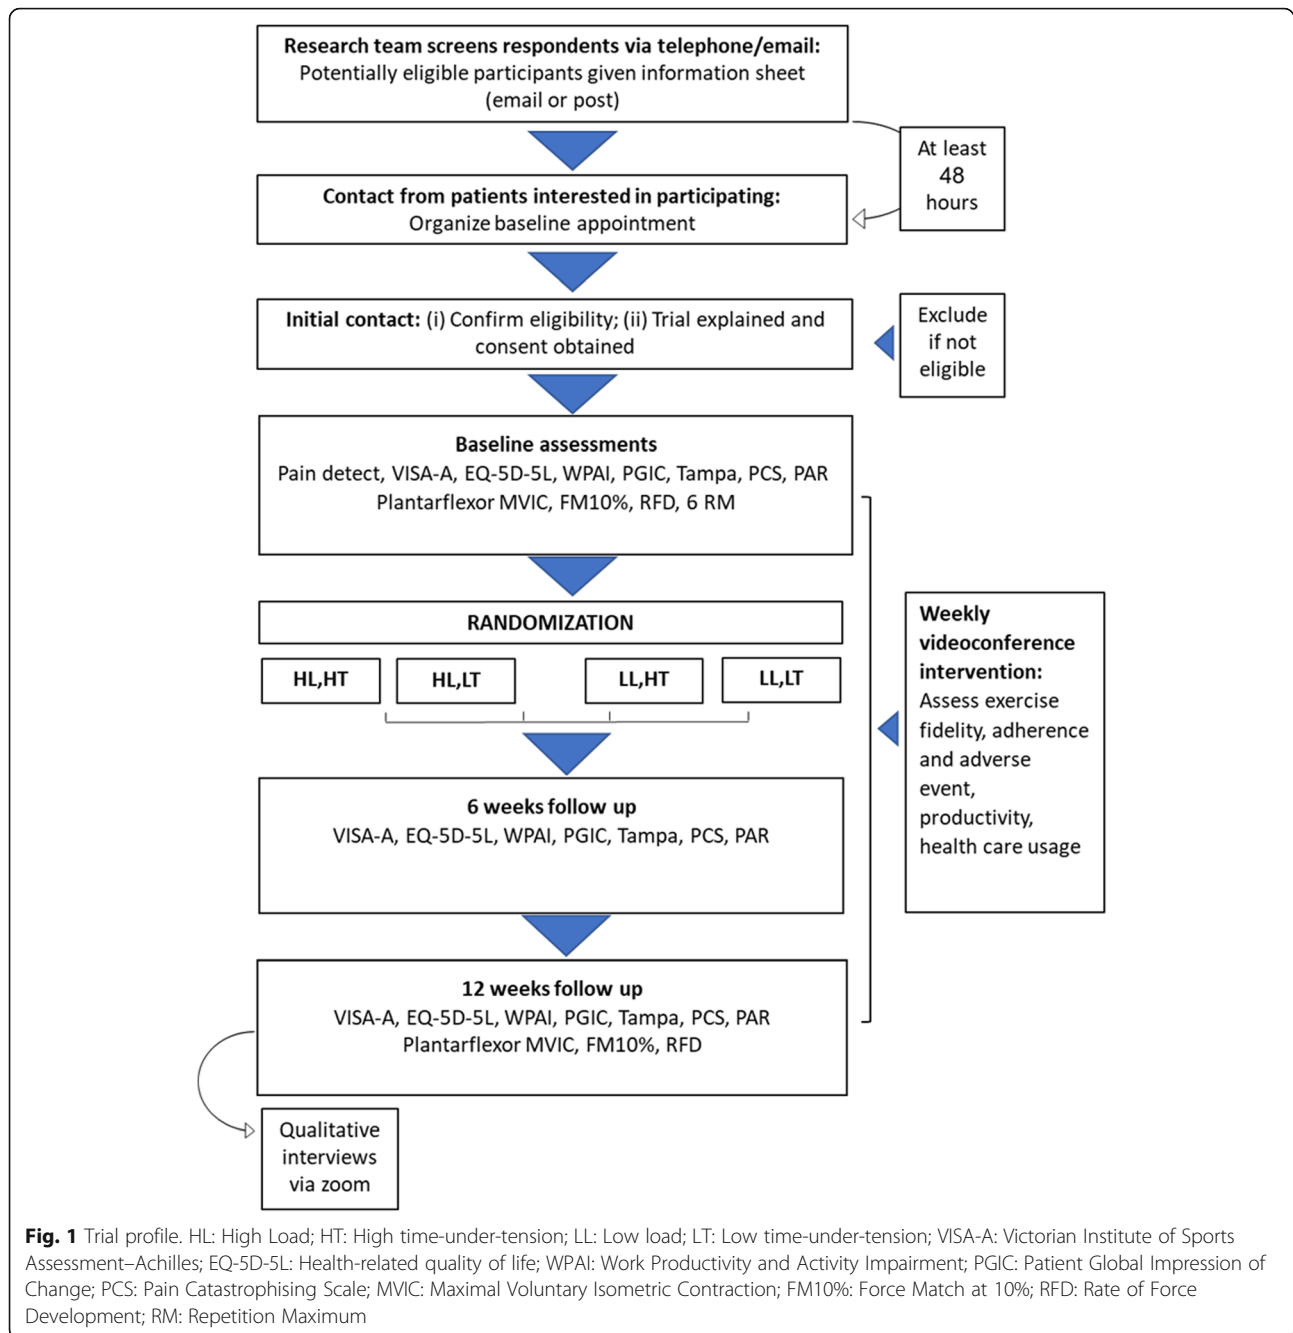 Research team screens respondents via telephone/email:
Potentially eligible participants given information sheet
(email or post)
At least
48
hours
Contact from patients interested in participating:
Organize baseline appointment
Initial contact: (i) Confirm eligibility; (ii) Trial explained and
consent obtained
Exclude
if not
eligible
Baseline assessments
Pain detect, VISA-A, EQ-5D-5L, WPAI, PGIC, Tampa, PCS, PAR
Plantarflexor MVIC, FM10%, RFD, 6 RM
RANDOMIZATION
HL,HT
HL,LT
LL,HT
LL,LT
Weekly
videoconference
intervention:
Assess exercise
fidelity, adherence
and adverse
event,
productivity,
health care usage
6 weeks follow up
VISA-A, EQ-5D-5L, WPAI, PGIC, Tampa, PCS, PAR
12 weeks follow up
VISA-A, EQ-5D-5L, WPAI, PGIC, Tampa, PCS, PAR
Plantarflexor MVIC, FM10%, RFD
Qualitative
interviews
via zoom
Fig. 1 Trial profile. HL: High Load; HT: High time-under-tension; LL: Low load; LT: Low time-under-tension; VISA-A: Victorian Institute of Sports
Assessment–Achilles; EQ-5D-5L: Health-related quality of life; WPAI: Work Productivity and Activity Impairment; PGIC: Patient Global Impression of
Change; PCS: Pain Catastrophising Scale; MVIC: Maximal Voluntary Isometric Contraction; FM10%: Force Match at 10%; RFD: Rate of Force
Development; RM: Repetition Maximum